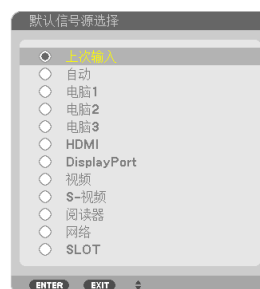 默认信号源选择
上次输入
自动
电脑1
电脑2
电脑3
HDMI
DisplayPort
视频
S-视频
阅读器
网络
SLOT
ENTER EXIT